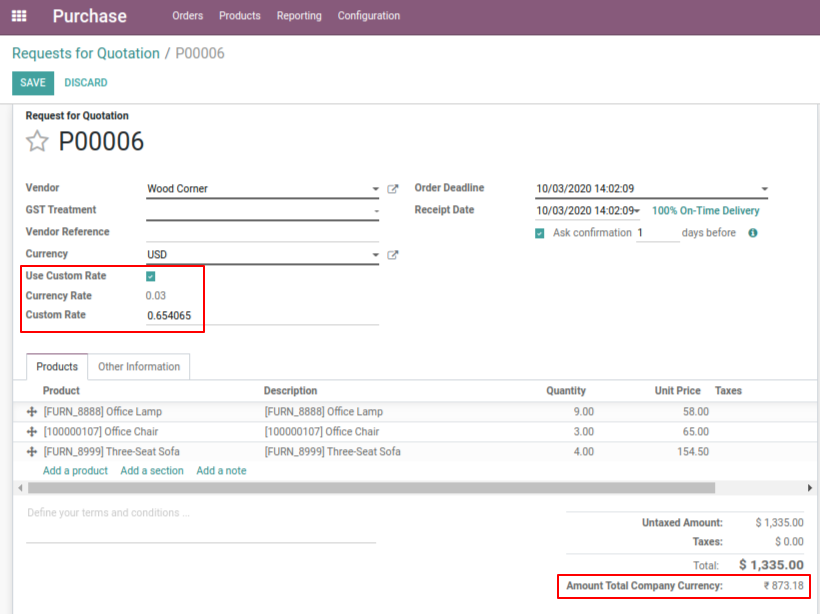 Purchase Orders Products Reporting Configuration
Requests for Quotation / P00006
SAVE DISCARD
Request for Quotation
P00006
Vendor Wood Corner Order Deadline 10/03/2020 14:02:09
GST Treatment Receipt Date 10/03/2020 14:02:09 100% On-Time Delivery
Vendor Reference Ask confirmation 1 days before
Currency USD
Use Custom Rate
Currency Rate 0.03
Custom Rate 0.654065
Products Other Information
Product Description Quantity Unit Price Taxes
[FURN_8888] Office Lamp [FURN_8888] Office Lamp 9.00 58.00
[100000107] Office Chair [100000107] Office Chair 3.00 65.00
[FURN_8999] Three-Seat Sofa [FURN_8999] Three-Seat Sofa 4.00 154.50
Add a product Add a section Add a note
Define your terms and conditions ...
Untaxed Amount: $ 1,335.00
Taxes: $ 0.00
Total: $ 1,335.00
Amount Total Company Currency: ₹ 873.18